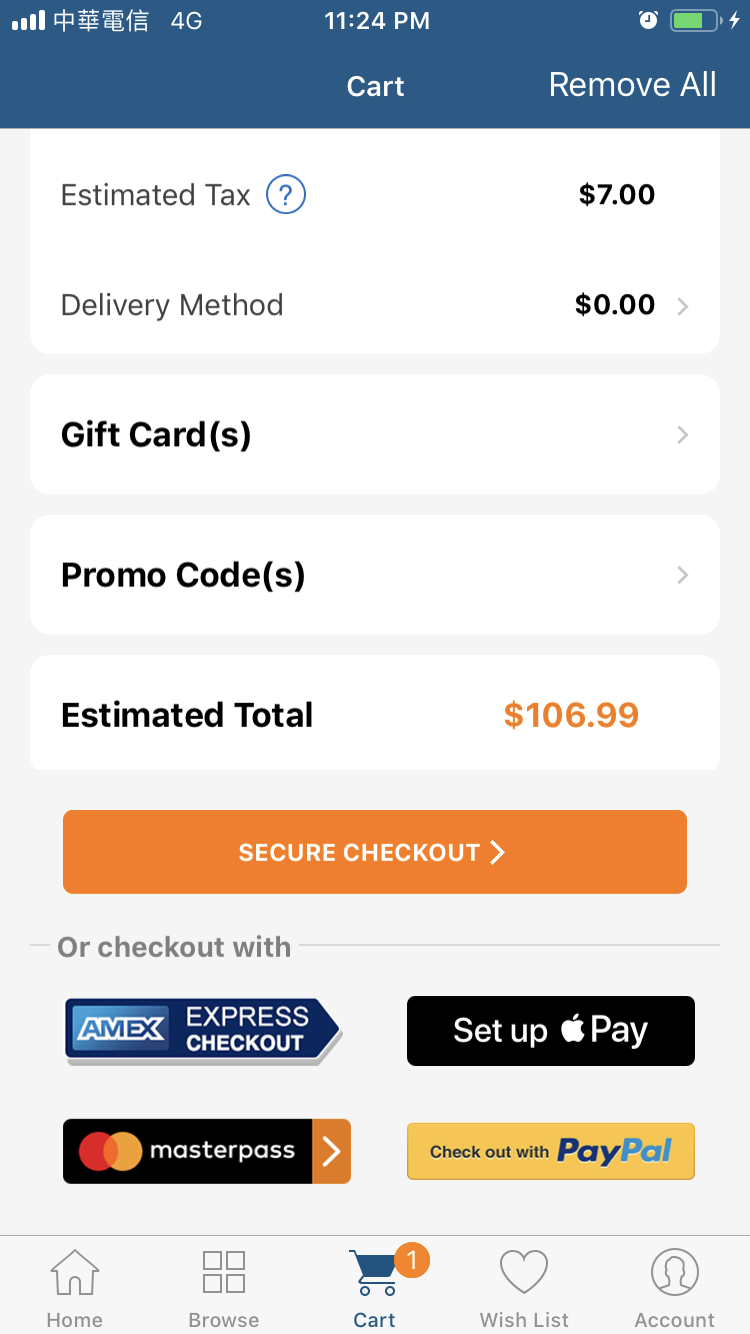 中華電信 4G 11:24 PM
Cart Remove All
Estimated Tax ? $7.00
Delivery Method $0.00
Gift Card(s)
Promo Code(s)
Estimated Total $106.99
SECURE CHECKOUT
Or checkout with
AMEX EXPRESS CHECKOUT
Set up Pay
masterpass
Check out with PayPal
1
Home Browse Cart Wish List Account